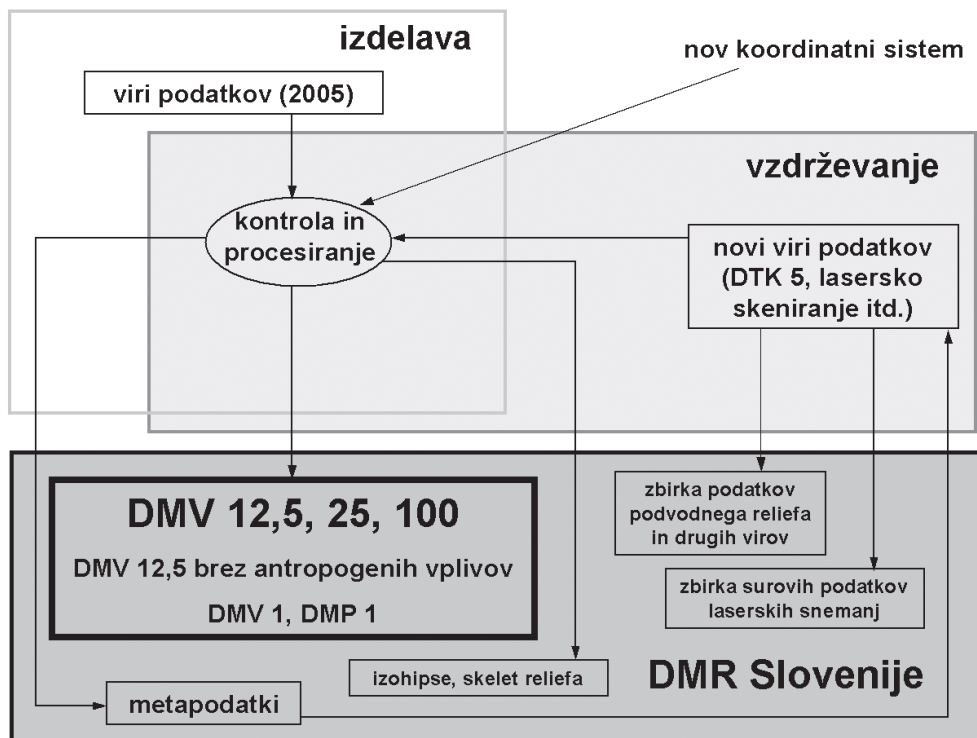 izdelava
nov koordinatni sistem
viri podatkov (2005)
vzdrževanje
kontrola in
procesiranje
novi viri podatkov
(DTK 5, lasersko
skeniranje itd.)
DMV 12,5, 25, 100
DMV 12,5 brez antropogenih vplivov
DMV 1, DMP 1
zbirka podatkov
podvodnega reliefa
in drugih virov
zbirka surovih podatkov
laserskih snemanj
izohipse, skelet reliefa
DMR Slovenije
metapodatki